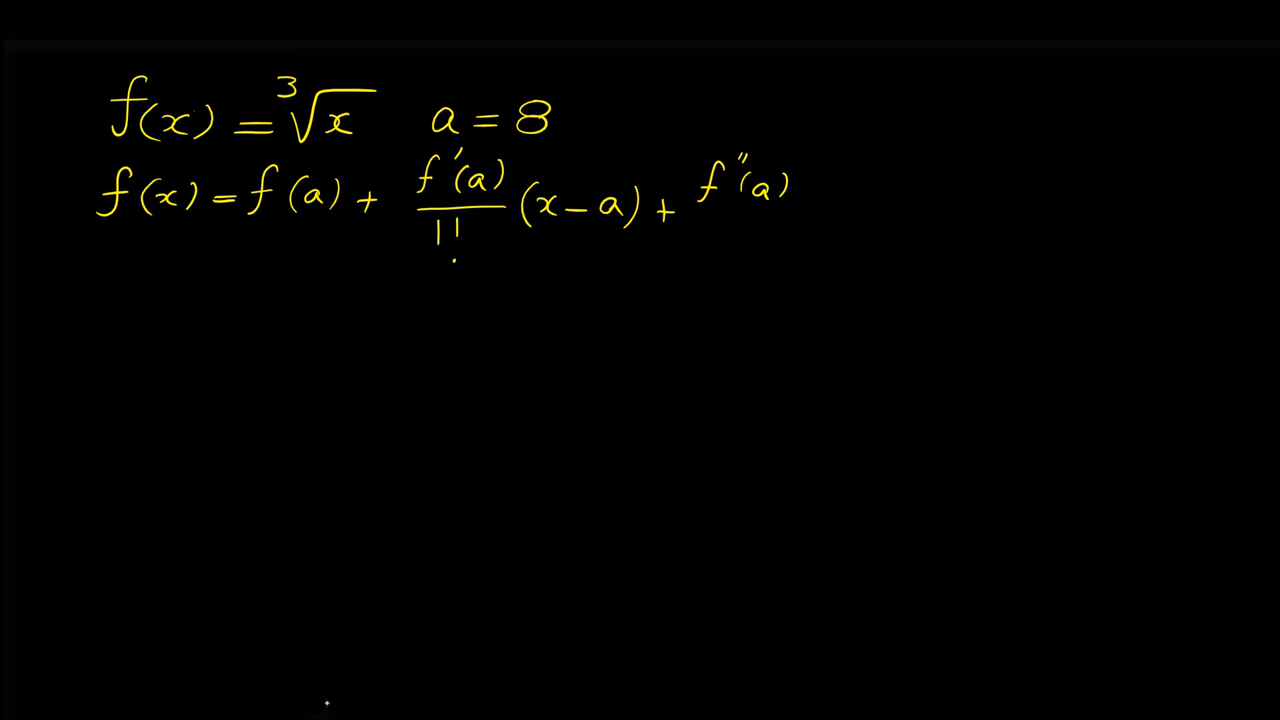 f(x) = ∛x a = 8
f(x) = f(a) + f'(a)/1! (x-a) + f''(a)